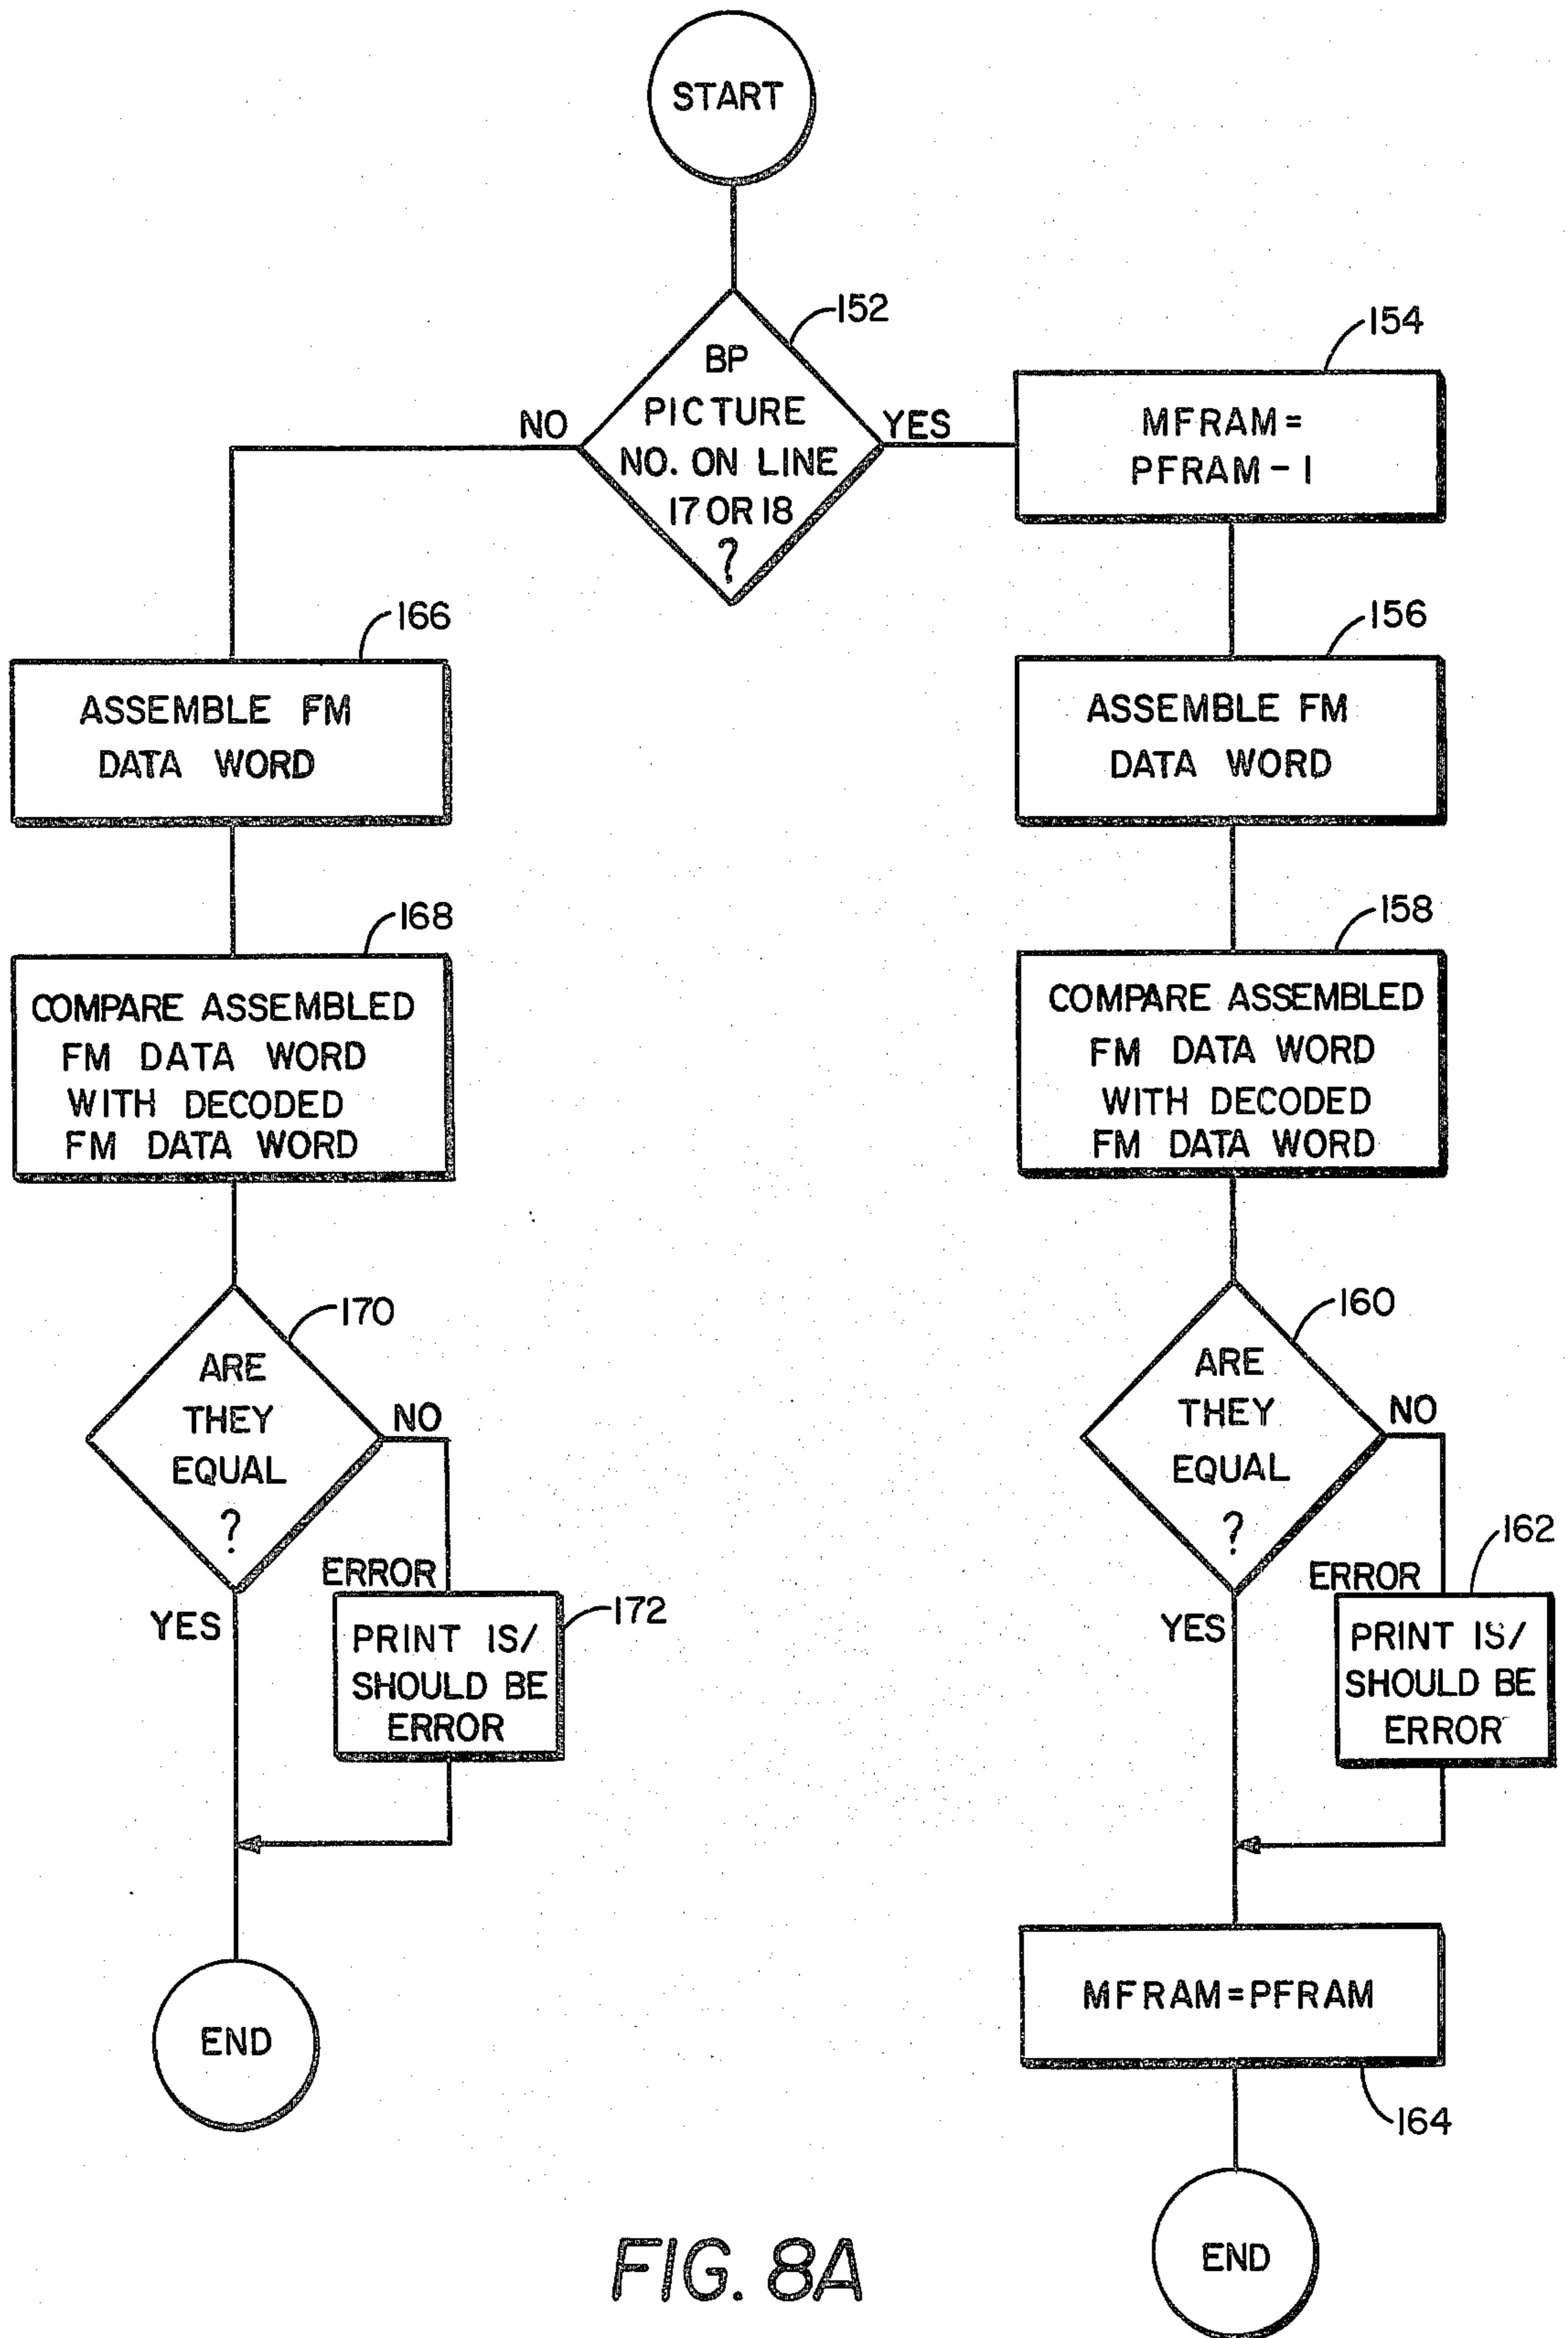 START
152
BP
PICTURE
NO. ON LINE
17 OR 18
?
NO
YES
154
MFRAM=
PFRAM-1
166
ASSEMBLE FM
DATA WORD
156
ASSEMBLE FM
DATA WORD
168
COMPARE ASSEMBLED
FM DATA WORD
WITH DECODED
FM DATA WORD
158
COMPARE ASSEMBLED
FM DATA WORD
WITH DECODED
FM DATA WORD
170
ARE
THEY
EQUAL
?
NO
YES
ERROR
172
PRINT IS/
SHOULD BE
ERROR
END
160
ARE
THEY
EQUAL
?
NO
YES
ERROR
162
PRINT IS/
SHOULD BE
ERROR
MFRAM=PFRAM
164
END
FIG. 8A